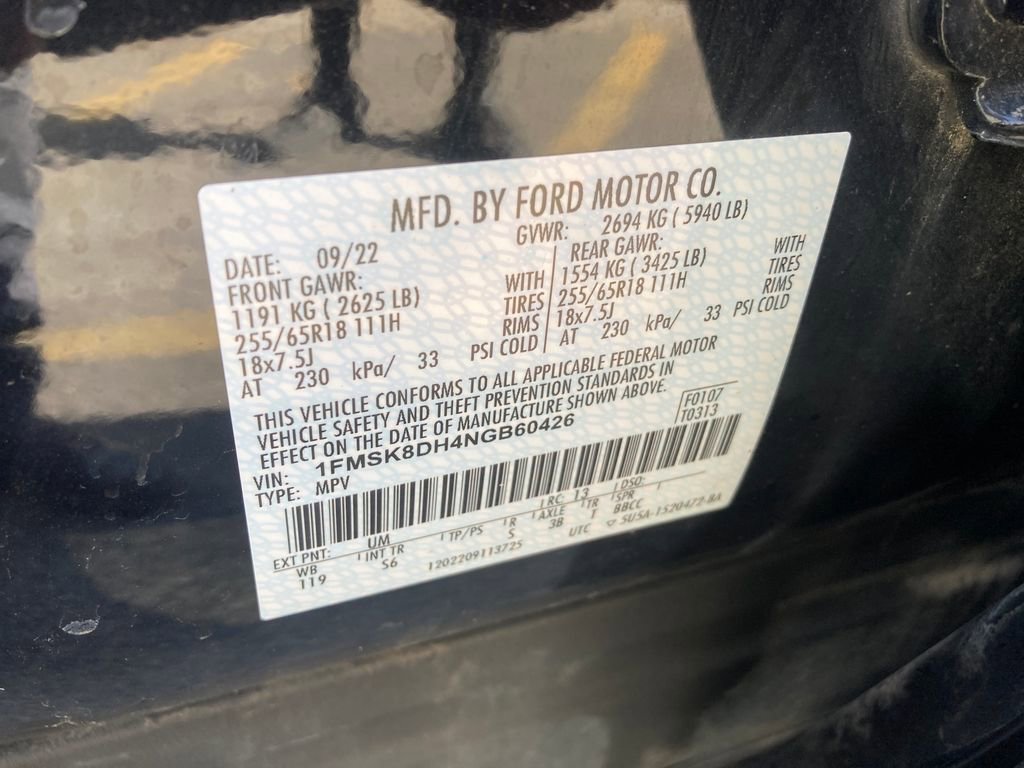 MFD. BY FORD MOTOR CO.
DATE: 09/22 GVWR: 2694 KG ( 5940 LB)
FRONT GAWR: REAR GAWR:
1191 KG ( 2625 LB) WITH 1554 KG ( 3425 LB) WITH
255/65R18 111H TIRES 255/65R18 111H TIRES
18x7.5J RIMS 18x7.5J RIMS
AT 230 kPa/ 33 PSI COLD AT 230 kPa/ 33 PSI COLD
THIS VEHICLE CONFORMS TO ALL APPLICABLE FEDERAL MOTOR
VEHICLE SAFETY AND THEFT PREVENTION STANDARDS IN
EFFECT ON THE DATE OF MANUFACTURE SHOWN ABOVE.
VIN: 1FMSK8DH4NGB60426 F0107
TYPE: MPV T0313
EXT PNT: UM RC: 13 DSO:
WB INT TR TP/PS R AXLE TR SPR
119 S6 S 3B T BBCC
1202209113725 UTC ▽ 5U5A-1520472-BA